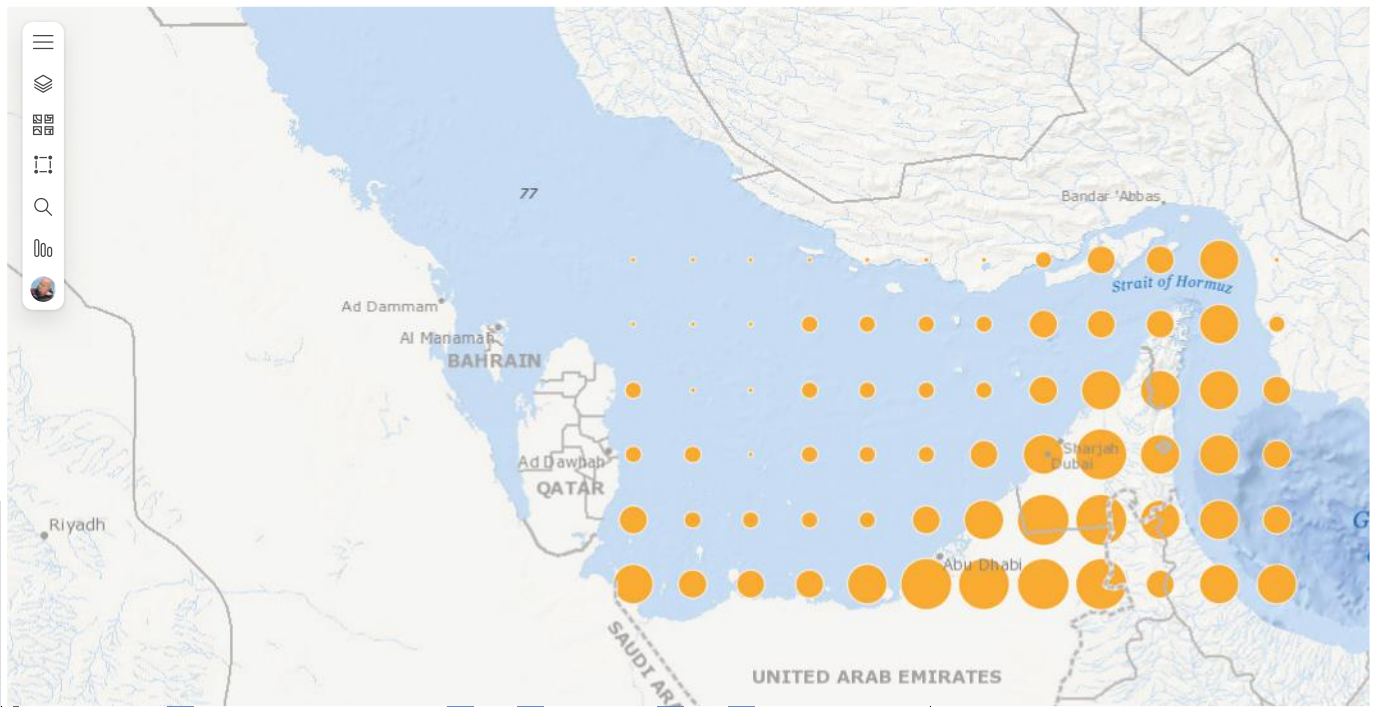 77
Bandar 'Abbas
Strait of Hormuz
Ad Dammam
Al Manamah
BAHRAIN
Sharjah
Dubai
Ad Dawhah
QATAR
Riyadh
G
Abu Dhabi
SAUDI AR
UNITED ARAB EMIRATES